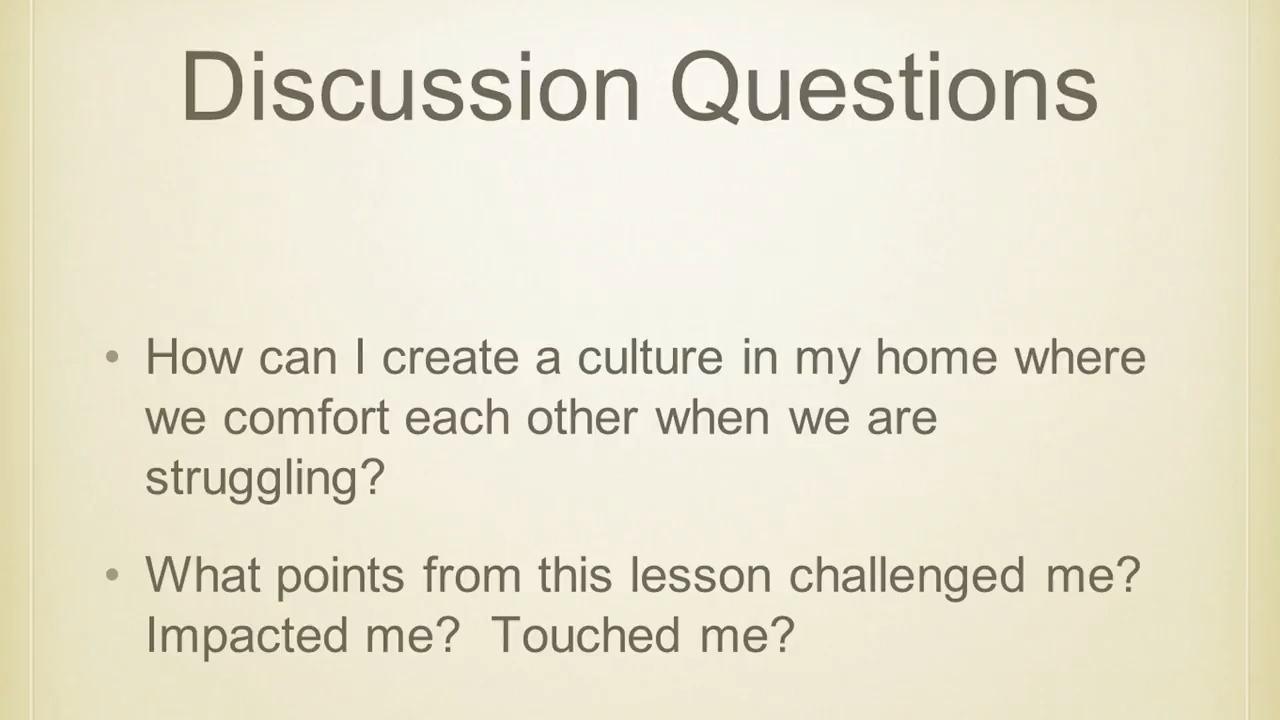 Discussion Questions
• How can I create a culture in my home where
we comfort each other when we are
struggling?
• What points from this lesson challenged me?
Impacted me?  Touched me?